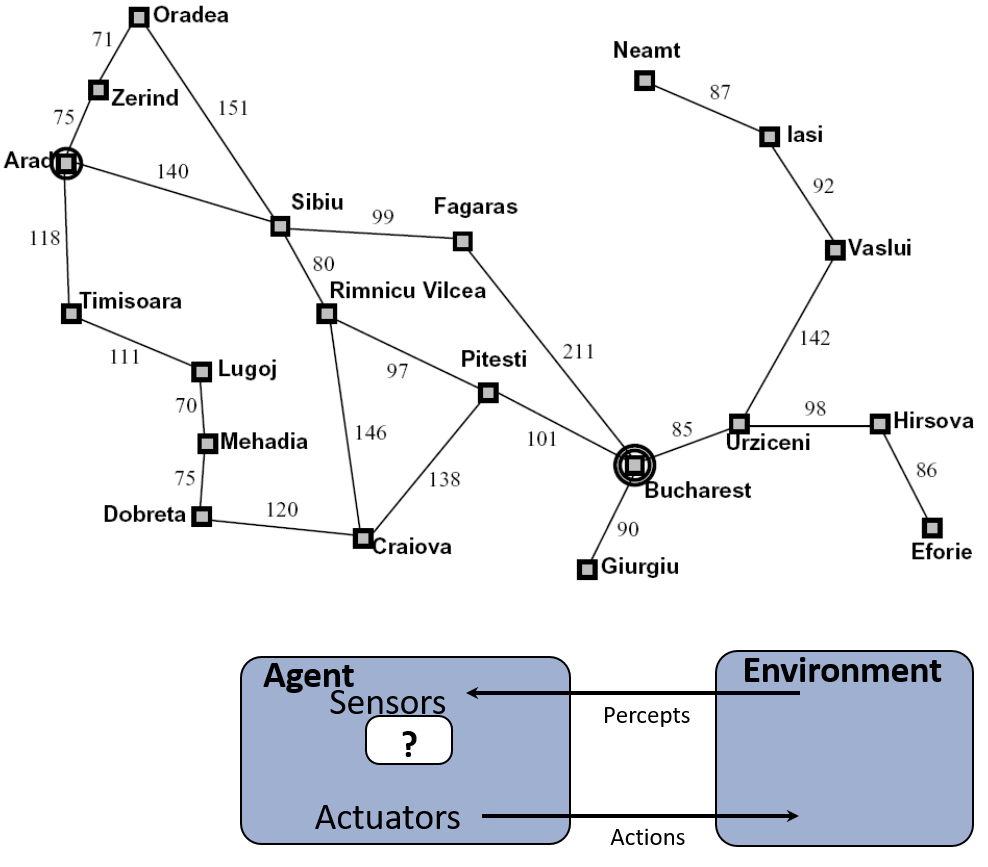 Oradea
71
Neamt
Zerind
87
151
75
Iasi
Arad
140
92
Sibiu
99
Fagaras
118
Vaslui
80
Rimnicu Vilcea
Timisoara
142
111
211
Pitesti
Lugoj
97
70
98
Hirsova
85
146
101
Urziceni
Mehadia
86
75
138
Bucharest
Dobreta
120
90
Craiova
Eforie
Giurgiu
Agent
Environment
Sensors
Percepts
?
Actuators
Actions